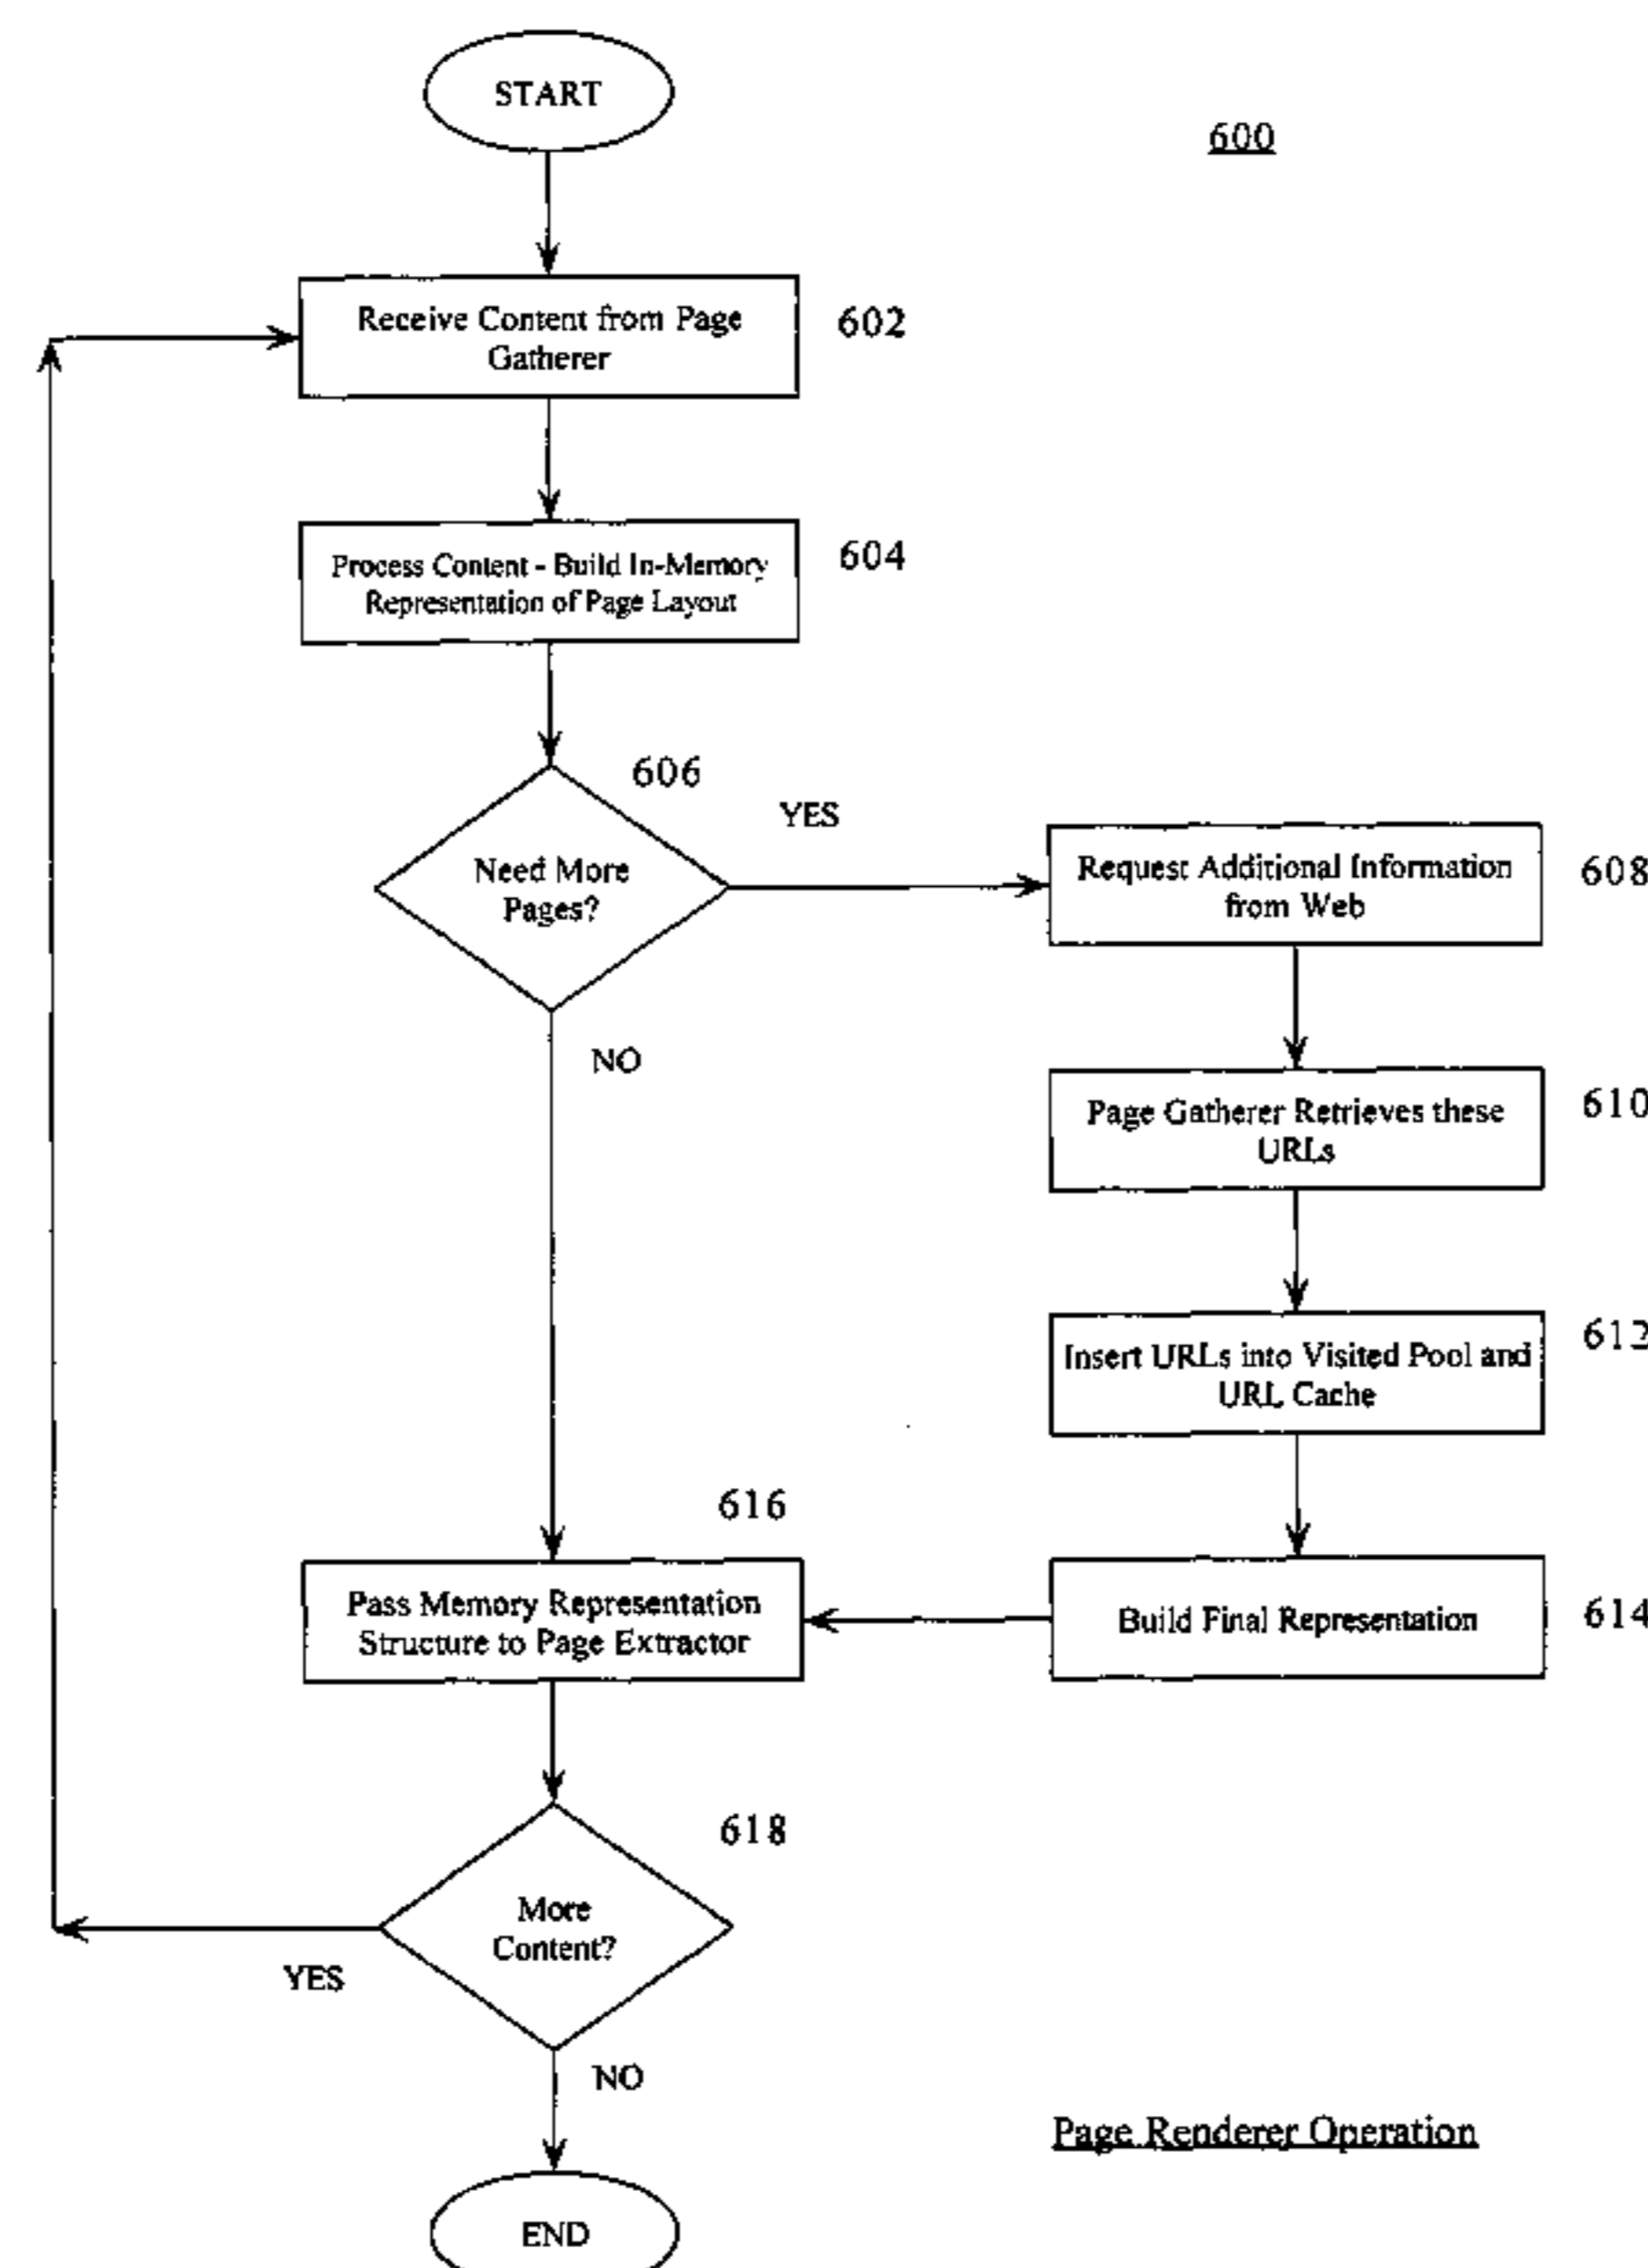 START
600
Receive Content from Page
Gatherer
602
Process Content - Build In-Memory
Representation of Page Layout
604
606
Need More
Pages?
YES
Request Additional Information
from Web
608
NO
Page Gatherer Retrieves these
URLs
610
Insert URLs into Visited Pool and
URL Cache
612
616
Pass Memory Representation
Structure to Page Extractor
Build Final Representation
614
618
More
Content?
YES
NO
Page Renderer Operation
END